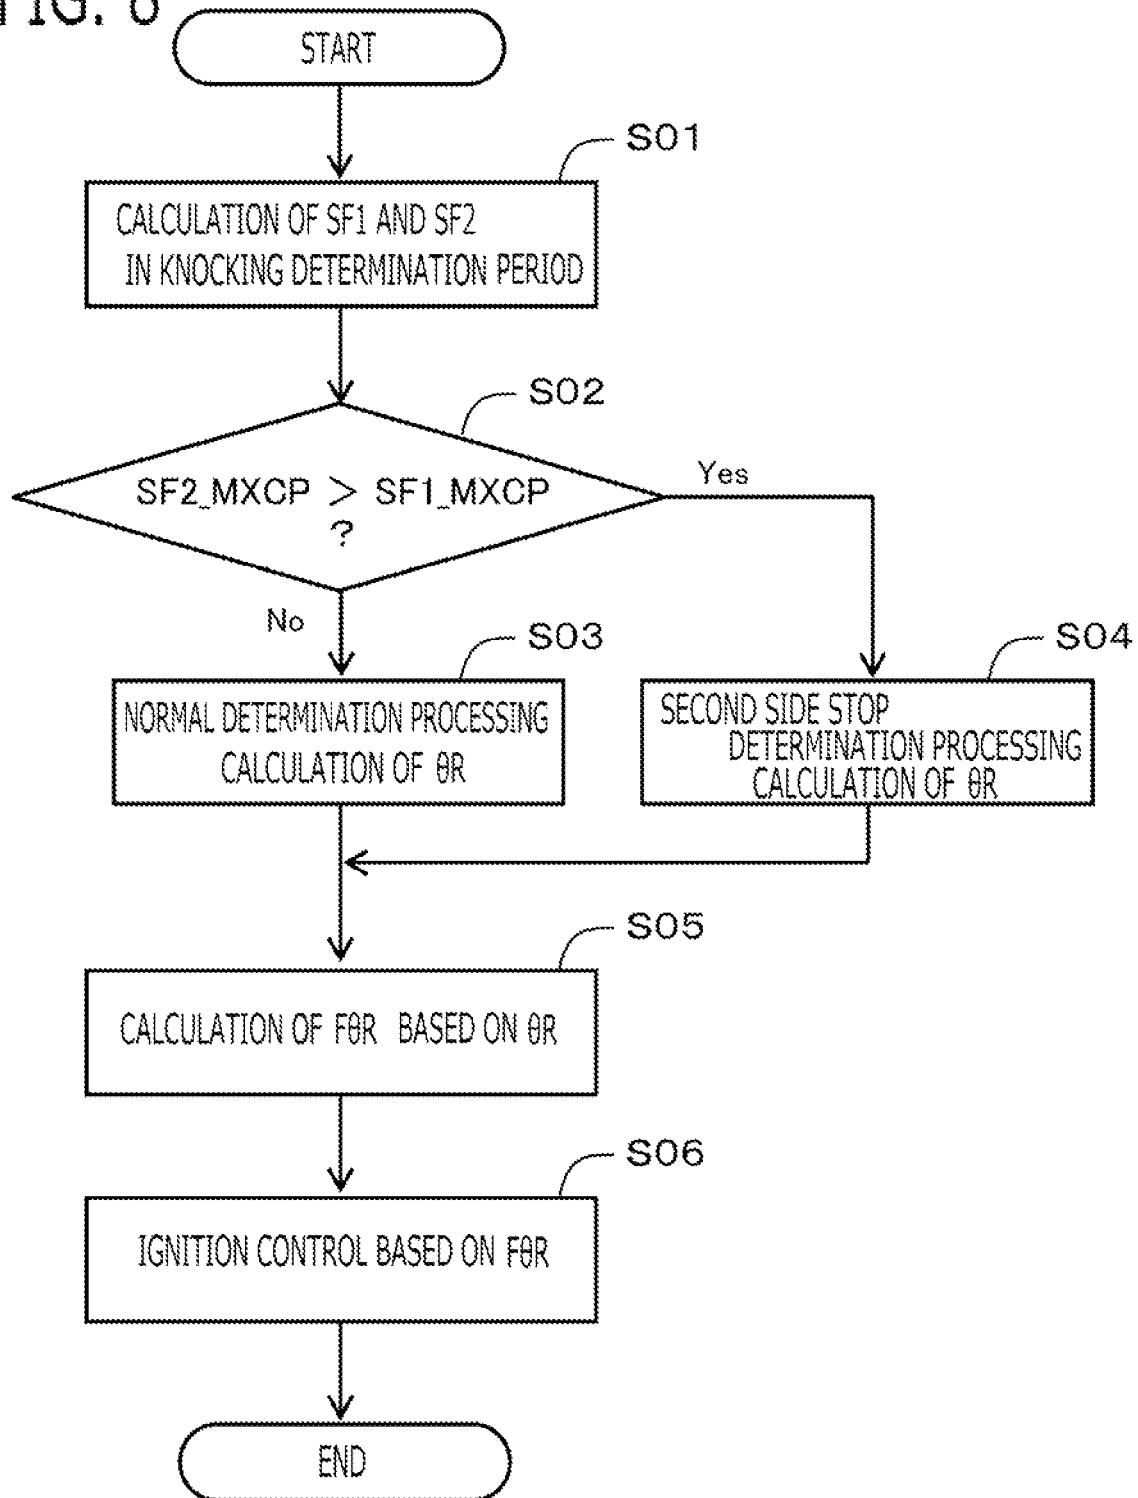 FIG. 6
START
S01
CALCULATION OF SF1 AND SF2
IN KNOCKING DETERMINATION PERIOD
S02
SF2_MXCP > SF1_MXCP
?
Yes
No
S03
NORMAL DETERMINATION PROCESSING
CALCULATION OF θR
S04
SECOND SIDE STOP
DETERMINATION PROCESSING
CALCULATION OF θR
S05
CALCULATION OF FθR BASED ON θR
S06
IGNITION CONTROL BASED ON FθR
END